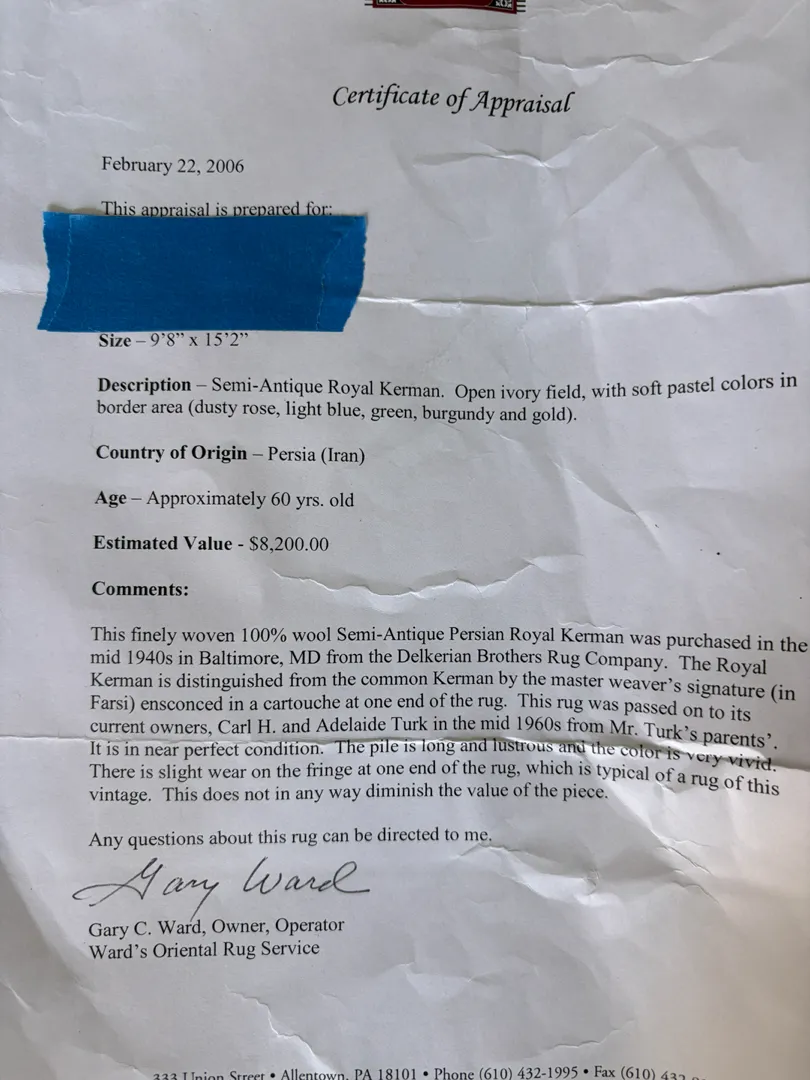 Certificate of Appraisal
February 22, 2006
This appraisal is prepared for:
Size – 9'8" x 15'2"
Description – Semi-Antique Royal Kerman. Open ivory field, with soft pastel colors in
border area (dusty rose, light blue, green, burgundy and gold).
Country of Origin – Persia (Iran)
Age – Approximately 60 yrs. old
Estimated Value - $8,200.00
Comments:
This finely woven 100% wool Semi-Antique Persian Royal Kerman was purchased in the
mid 1940s in Baltimore, MD from the Delkerian Brothers Rug Company. The Royal
Kerman is distinguished from the common Kerman by the master weaver's signature (in
Farsi) ensconced in a cartouche at one end of the rug. This rug was passed on to its
current owners, Carl H. and Adelaide Turk in the mid 1960s from Mr. Turk's parents'.
It is in near perfect condition. The pile is long and lustrous and the color is very vivid.
There is slight wear on the fringe at one end of the rug, which is typical of a rug of this
vintage. This does not in any way diminish the value of the piece.
Any questions about this rug can be directed to me.
Gary Ward
Gary C. Ward, Owner, Operator
Ward's Oriental Rug Service
333 Union Street • Allentown, PA 18101 • Phone (610) 432-1995 • Fax (610) 432